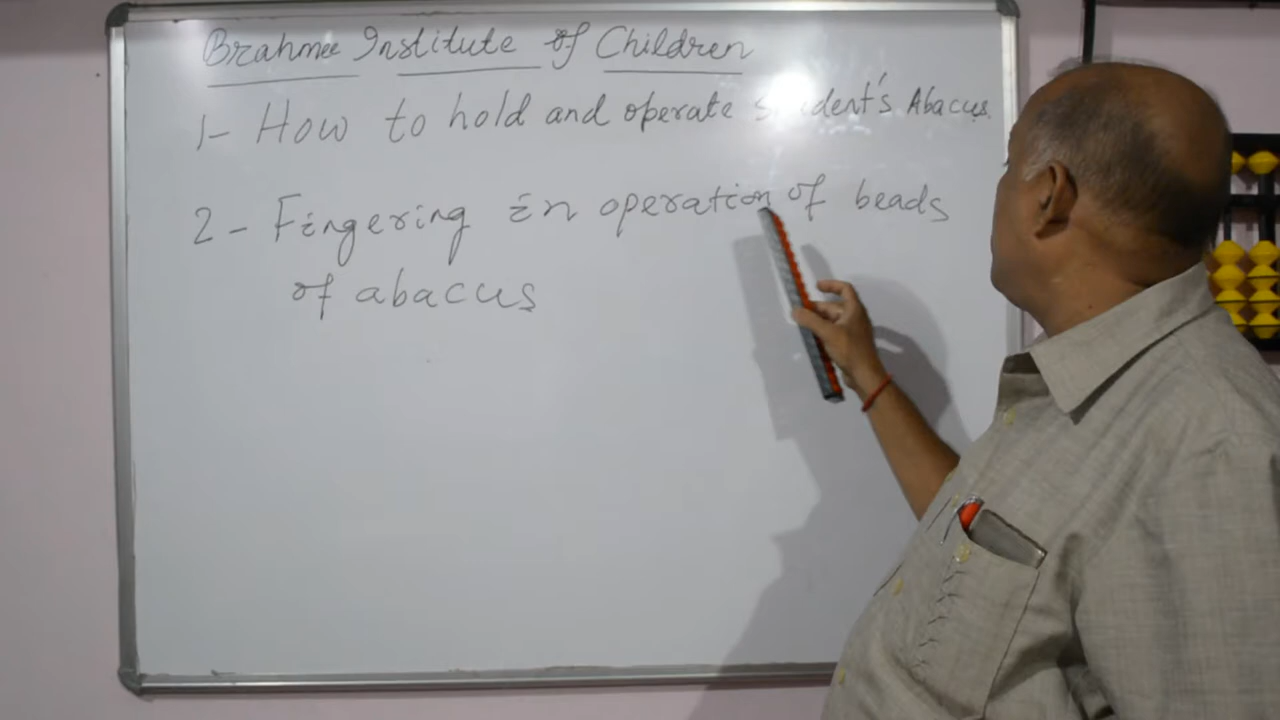 Brahmee Institute of Children
1- How to hold and operate student's Abacus.
2- Fingering in operation of beads
of abacus